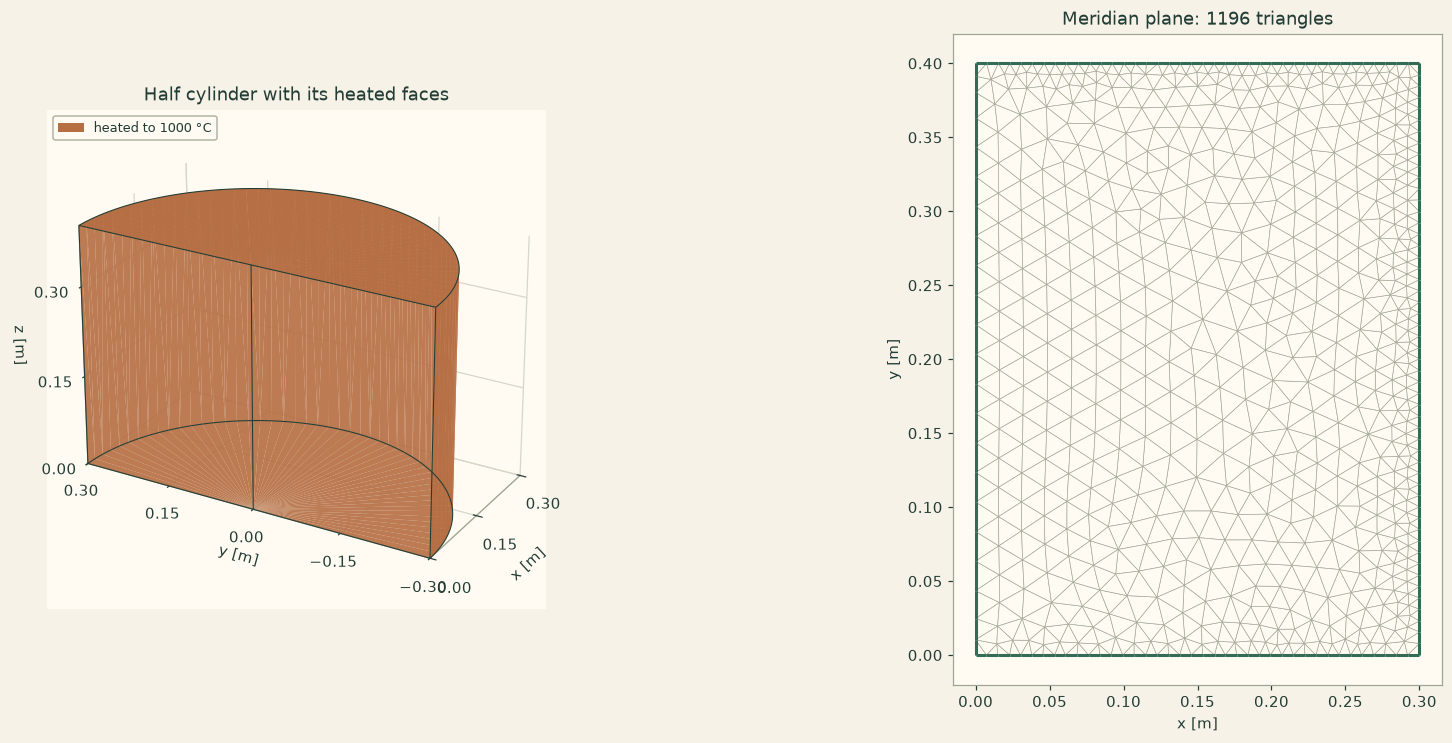 Half cylinder with its heated faces
heated to 1000 °C
0.30
0.15
0.00
z [m]
0.30
0.15
0.00
−0.15
−0.30
y [m]
0.00
0.15
0.30
x [m]
Meridian plane: 1196 triangles
0.40
0.35
0.30
0.25
0.20
0.15
0.10
0.05
0.00
y [m]
0.00 0.05 0.10 0.15 0.20 0.25 0.30
x [m]